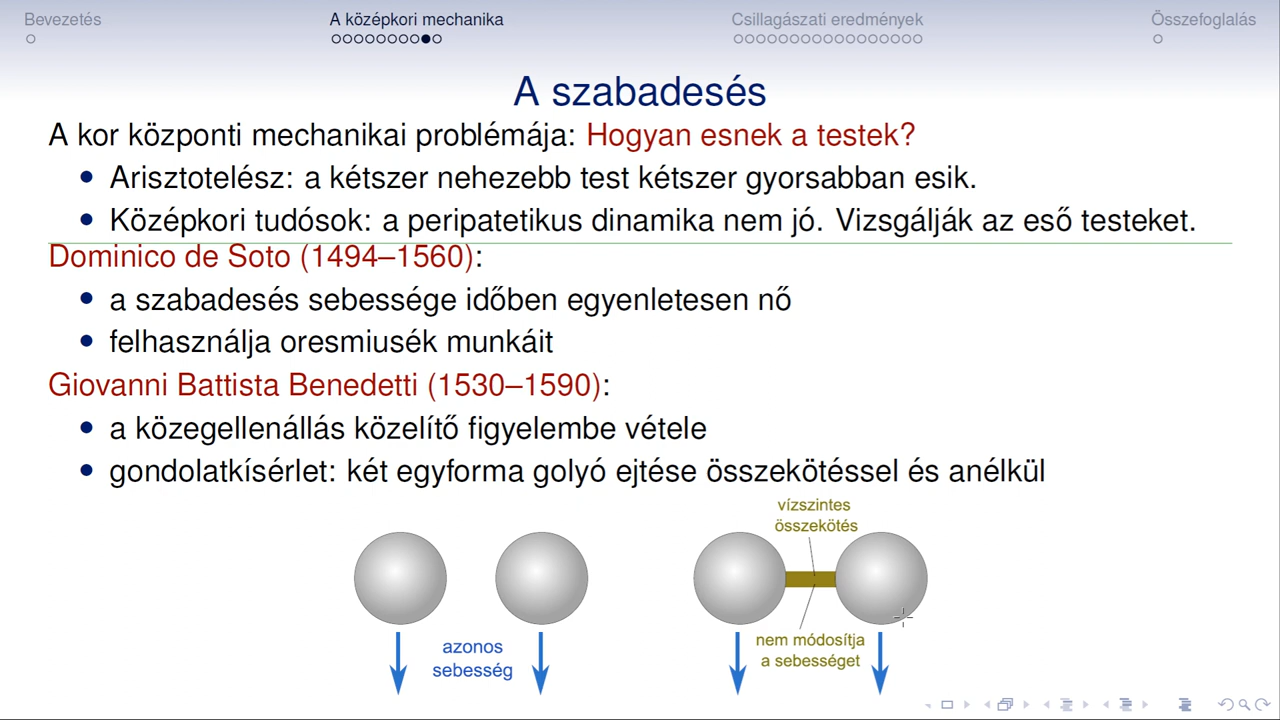 Bevezetés
A középkori mechanika
Csillagászati eredmények
Összefoglalás
A szabadesés
A kor központi mechanikai problémája: Hogyan esnek a testek?
Arisztotelész: a kétszer nehezebb test kétszer gyorsabban esik.
Középkori tudósok: a peripatetikus dinamika nem jó. Vizsgálják az eső testeket.
Dominico de Soto (1494–1560):
a szabadesés sebessége időben egyenletesen nő
felhasználja oresmiusék munkáit
Giovanni Battista Benedetti (1530–1590):
a közegellenállás közelítő figyelembe vétele
gondolatkísérlet: két egyforma golyó ejtése összekötéssel és anélkül
vízszintes
összekötés
azonos
sebesség
nem módosítja
a sebességet